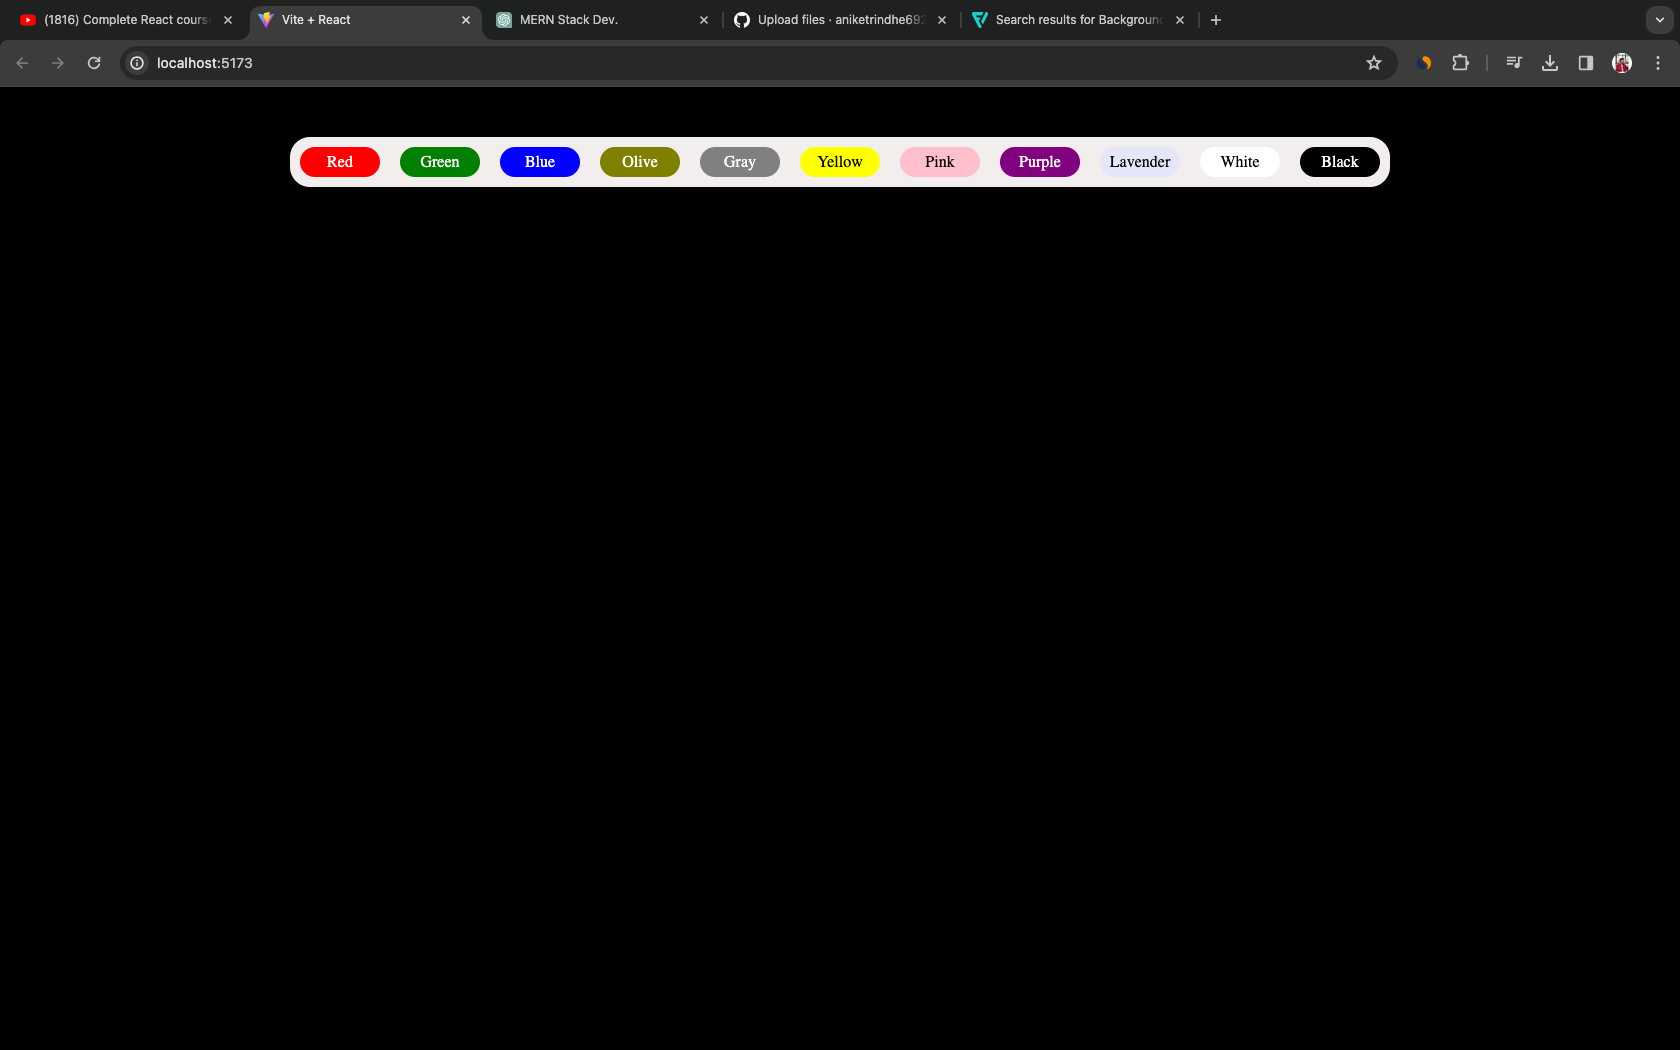 (1816) Complete React cours
Vite + React
MERN Stack Dev.
Upload files · aniketrindhe69
Search results for Backgroun
localhost:5173
Red Green Blue Olive Gray Yellow Pink Purple Lavender White Black